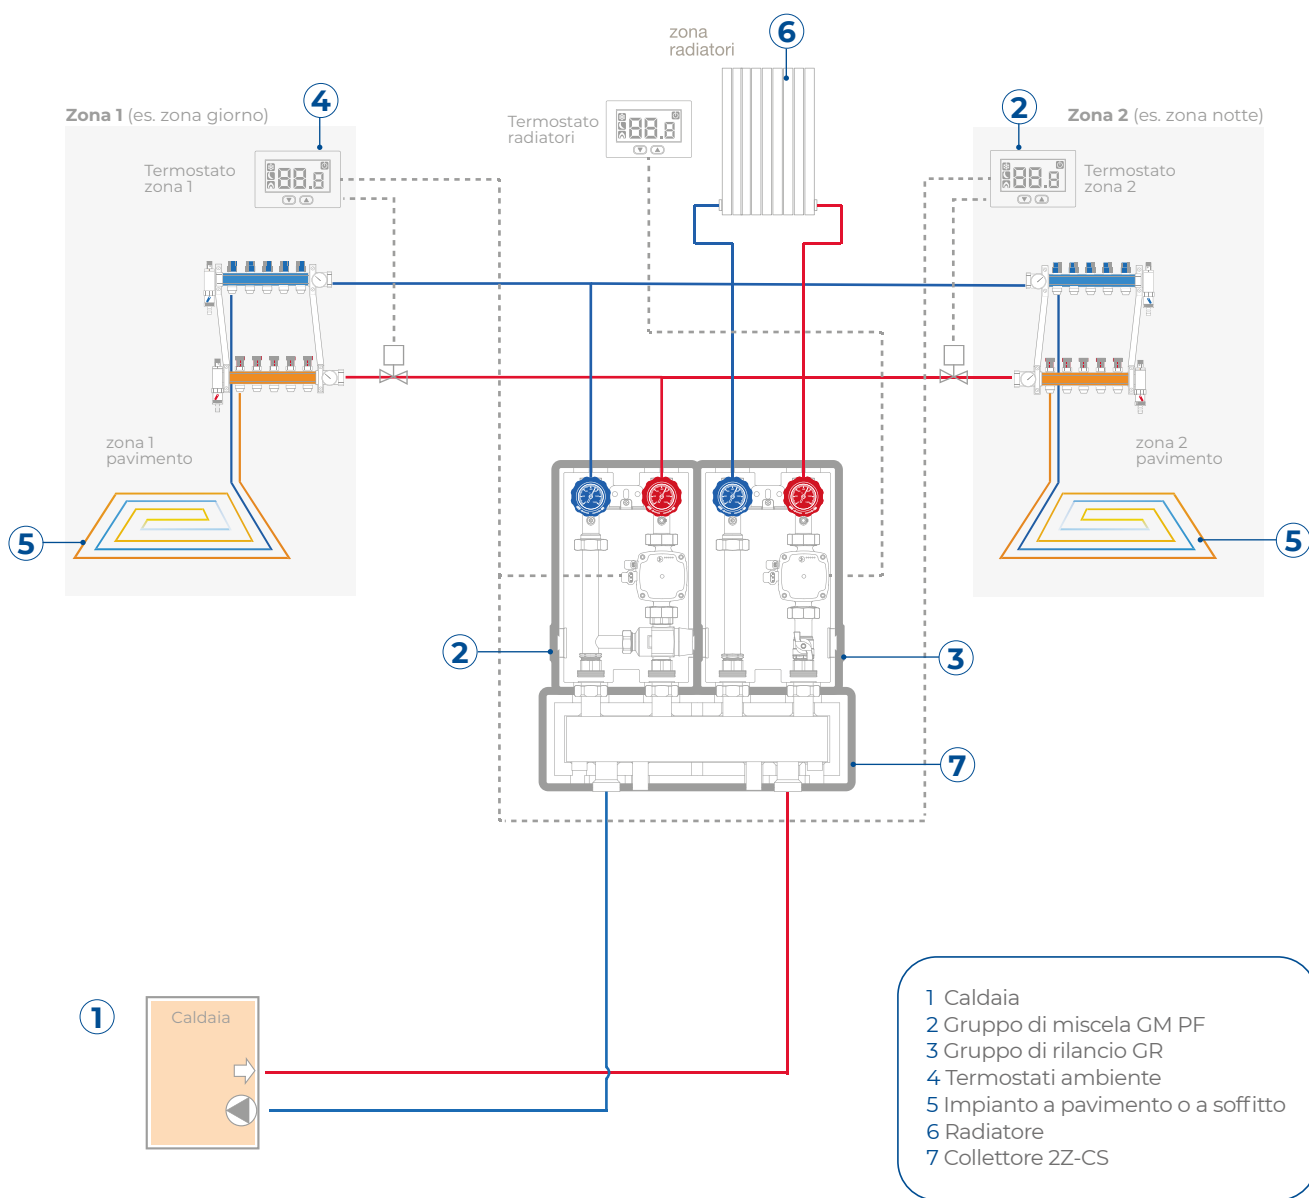 zona
radiatori
6
4
2
Zona 1 (es. zona giorno)
Zona 2 (es. zona notte)
Termostato
radiatori
88.8
Termostato
zona 1
88.8
88.8
Termostato
zona 2
zona 1
pavimento
zona 2
pavimento
5
5
2
3
7
1
Caldaia
1 Caldaia
2 Gruppo di miscela GM PF
3 Gruppo di rilancio GR
4 Termostati ambiente
5 Impianto a pavimento o a soffitto
6 Radiatore
7 Collettore 2Z-CS